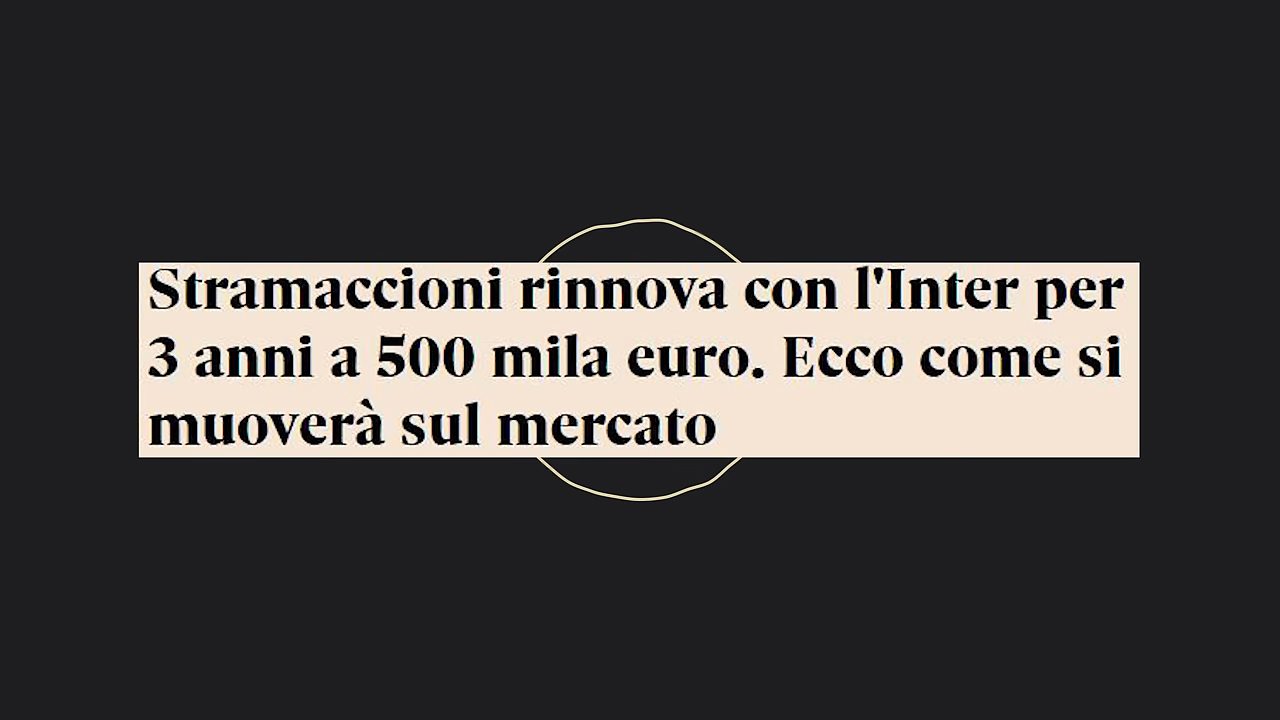 Stramaccioni rinnova con l'Inter per
3 anni a 500 mila euro. Ecco come si
muoverà sul mercato